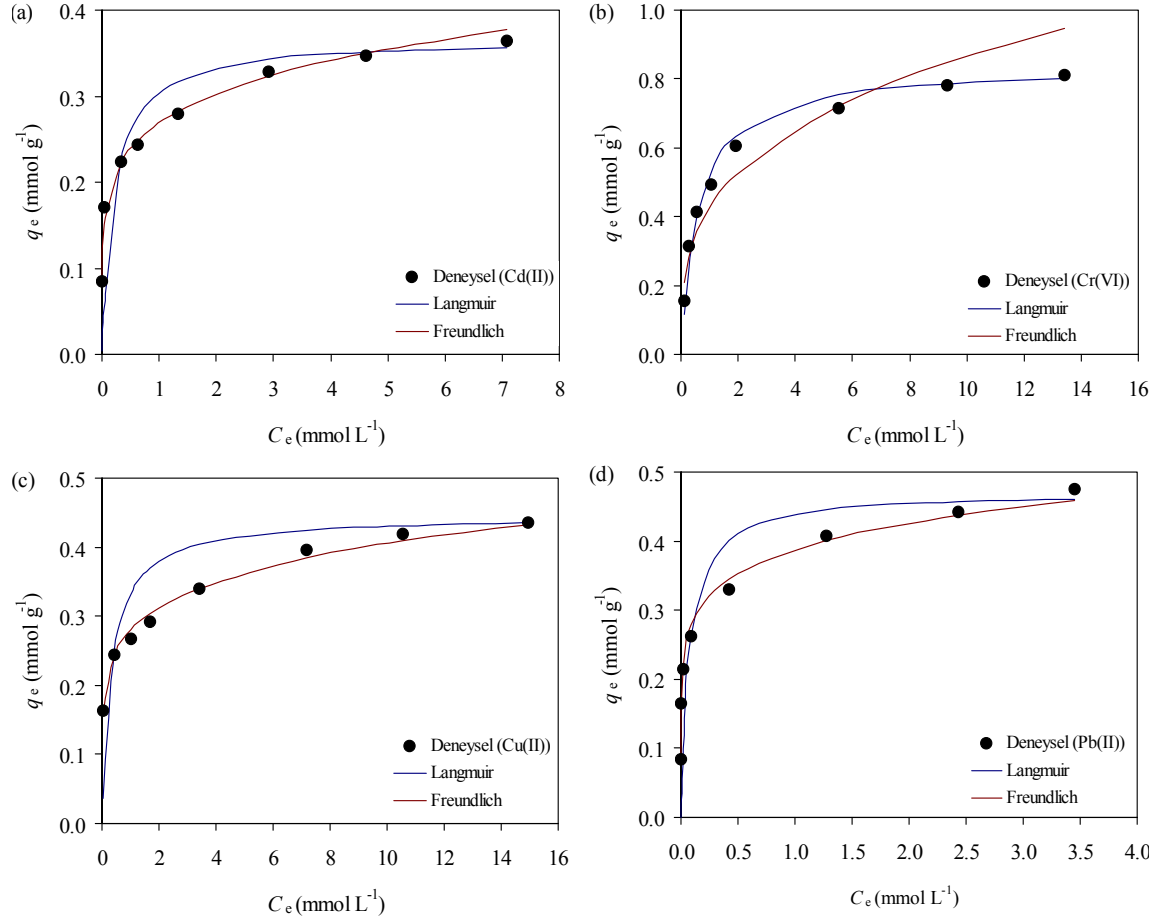 (a)
0.4
0.3
0.2
0.1
0.0
q e (mmol g-1)
Deneysel (Cd(II))
Langmuir
Freundlich
0 1 2 3 4 5 6 7 8
C e (mmol L-1)
(b)
1.0
0.8
0.6
0.4
0.2
0.0
q e (mmol g-1)
Deneysel (Cr(VI))
Langmuir
Freundlich
0 2 4 6 8 10 12 14 16
C e (mmol L-1)
(c)
0.5
0.4
0.3
0.2
0.1
0.0
q e (mmol g-1)
Deneysel (Cu(II))
Langmuir
Freundlich
0 2 4 6 8 10 12 14 16
C e (mmol L-1)
(d)
0.5
0.4
0.3
0.2
0.1
0.0
q e (mmol g-1)
Deneysel (Pb(II))
Langmuir
Freundlich
0.0 0.5 1.0 1.5 2.0 2.5 3.0 3.5 4.0
C e (mmol L-1)